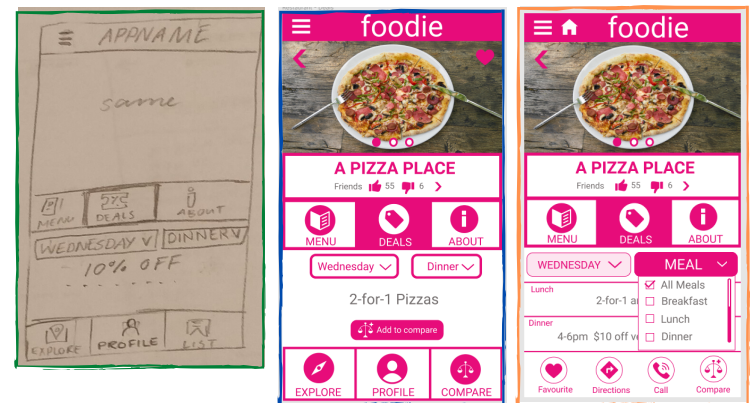 APPNAME
same
MENU
DEALS
ABOUT
WEDNESDAY V
DINNER V
10% OFF
EXPLORE
PROFILE
LIST
foodie
A PIZZA PLACE
Friends 55 6
MENU
DEALS
ABOUT
Wednesday
Dinner
2-for-1 Pizzas
Add to compare
EXPLORE
PROFILE
COMPARE
foodie
A PIZZA PLACE
Friends 55 6
MENU
DEALS
ABOUT
WEDNESDAY
MEAL
All Meals
Breakfast
Lunch
Dinner
Lunch
2-for-1
Dinner
4-6pm $10 off
Favourite
Directions
Call
Compare